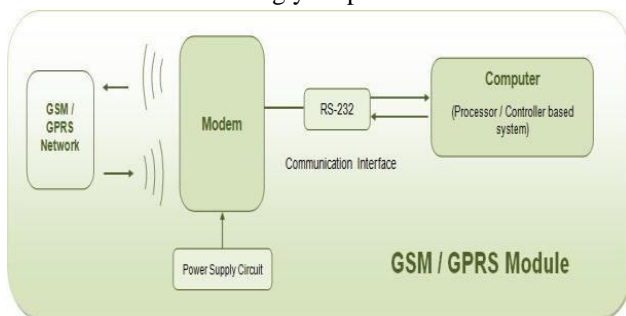 GSM /
GPRS
Network
Modem
RS-232
Communication Interface
Computer
(Processor / Controller based
system)
Power Supply Circuit
GSM / GPRS Module